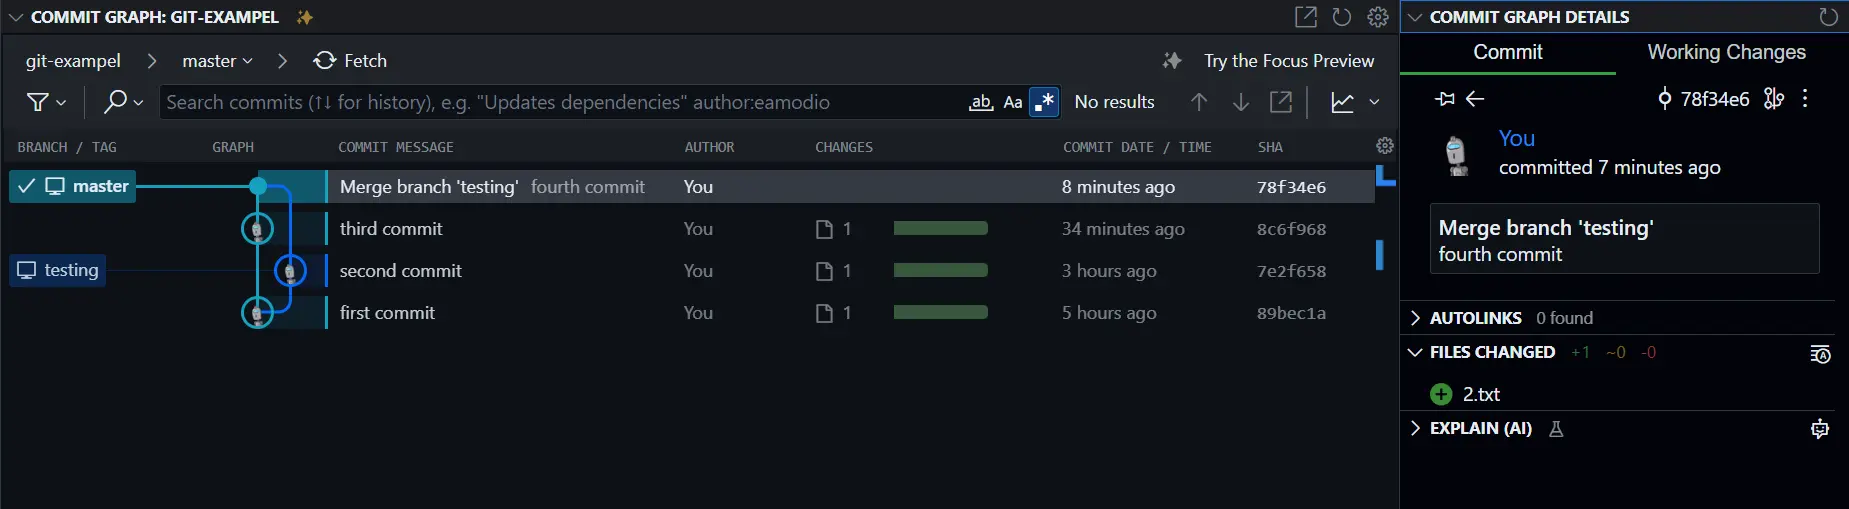 COMMIT GRAPH: GIT-EXAMPEL
git-exampel > master > Fetch
Try the Focus Preview
Search commits (↑↓ for history), e.g. "Updates dependencies" author:eamodio
ab, Aa .* No results
BRANCH / TAG GRAPH COMMIT MESSAGE AUTHOR CHANGES COMMIT DATE / TIME SHA
master Merge branch 'testing' fourth commit You 8 minutes ago 78f34e6
third commit You 1 34 minutes ago 8c6f968
testing second commit You 1 3 hours ago 7e2f658
first commit You 1 5 hours ago 89bec1a
COMMIT GRAPH DETAILS
Commit Working Changes
78f34e6
You
committed 7 minutes ago
Merge branch 'testing'
fourth commit
AUTOLINKS 0 found
FILES CHANGED +1 ~0 -0
2.txt
EXPLAIN (AI)